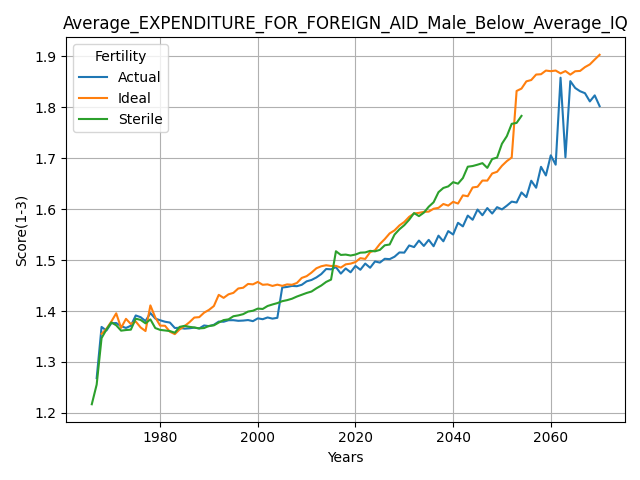 Average_EXPENDITURE_FOR_FOREIGN_AID_Male_Below_Average_IQ
Fertility
Actual
Ideal
Sterile
Score(1-3)
1.9
1.8
1.7
1.6
1.5
1.4
1.3
1.2
1980
2000
2020
2040
2060
Years